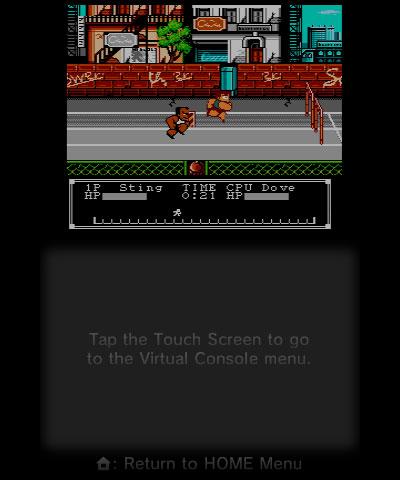 1P Sting TIME CPU Dove
HP 0:21 HP
Tap the Touch Screen to go
to the Virtual Console menu.
: Return to HOME Menu